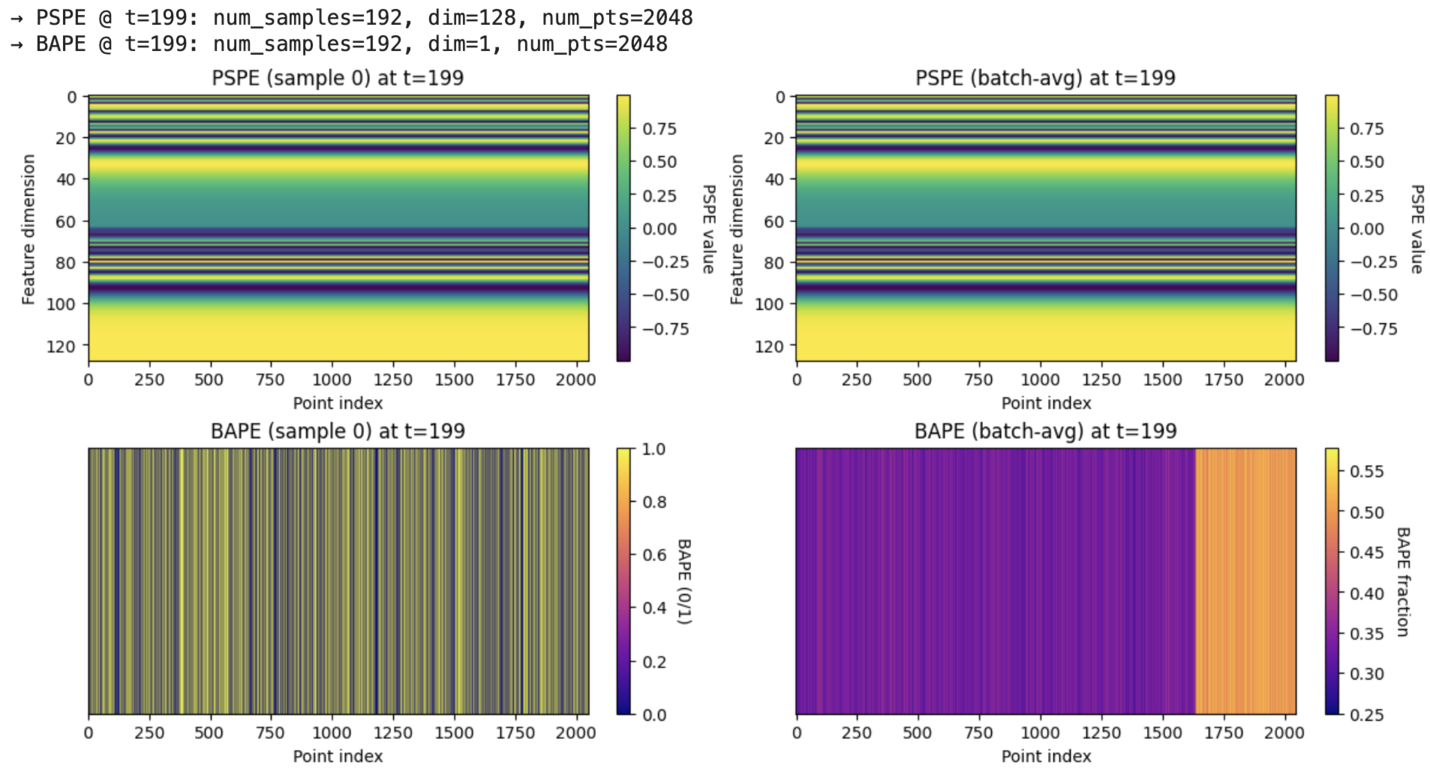 → PSPE @ t=199: num_samples=192, dim=128, num_pts=2048
→ BAPE @ t=199: num_samples=192, dim=1, num_pts=2048
PSPE (sample 0) at t=199
0
20
40
60
80
100
120
Feature dimension
0 250 500 750 1000 1250 1500 1750 2000
Point index
0.75
0.50
0.25
0.00
−0.25
−0.50
−0.75
PSPE value
PSPE (batch-avg) at t=199
0
20
40
60
80
100
120
Feature dimension
0 250 500 750 1000 1250 1500 1750 2000
Point index
0.75
0.50
0.25
0.00
−0.25
−0.50
−0.75
PSPE value
BAPE (sample 0) at t=199
0 250 500 750 1000 1250 1500 1750 2000
Point index
1.0
0.8
0.6
0.4
0.2
0.0
BAPE (0/1)
BAPE (batch-avg) at t=199
0 250 500 750 1000 1250 1500 1750 2000
Point index
0.55
0.50
0.45
0.40
0.35
0.30
0.25
BAPE fraction